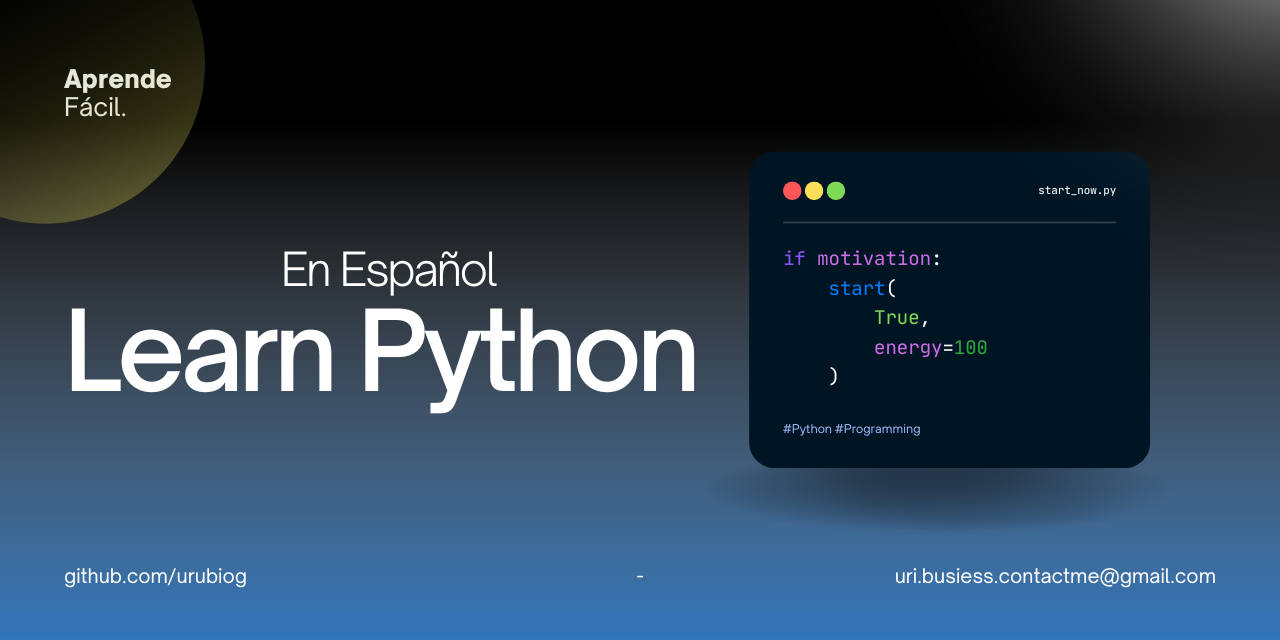 Aprende
Fácil.
En Español
Learn Python
start_now.py
if motivation:
    start(
        True,
        energy=100
    )
#Python #Programming
github.com/urubiog
-
uri.busiess.contactme@gmail.com